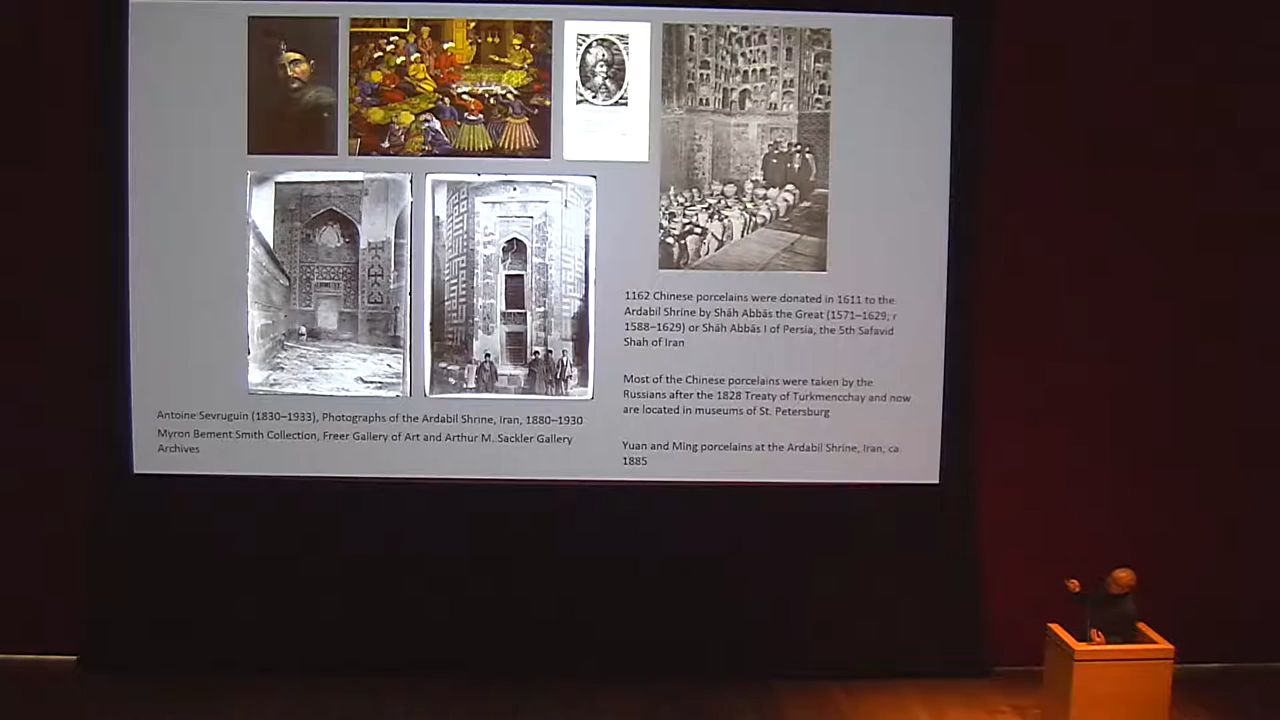 Antoine Sevruguin (1830–1933), Photographs of the Ardabil Shrine, Iran, 1880–1930
Myron Bement Smith Collection, Freer Gallery of Art and Arthur M. Sackler Gallery
Archives
1162 Chinese porcelains were donated in 1611 to the
Ardabil Shrine by Shāh Abbās the Great (1571–1629; r
1588–1629) or Shāh Abbās I of Persia, the 5th Safavid
Shah of Iran
Most of the Chinese porcelains were taken by the
Russians after the 1828 Treaty of Turkmencchay and now
are located in museums of St. Petersburg
Yuan and Ming porcelains at the Ardabil Shrine, Iran, ca.
1885